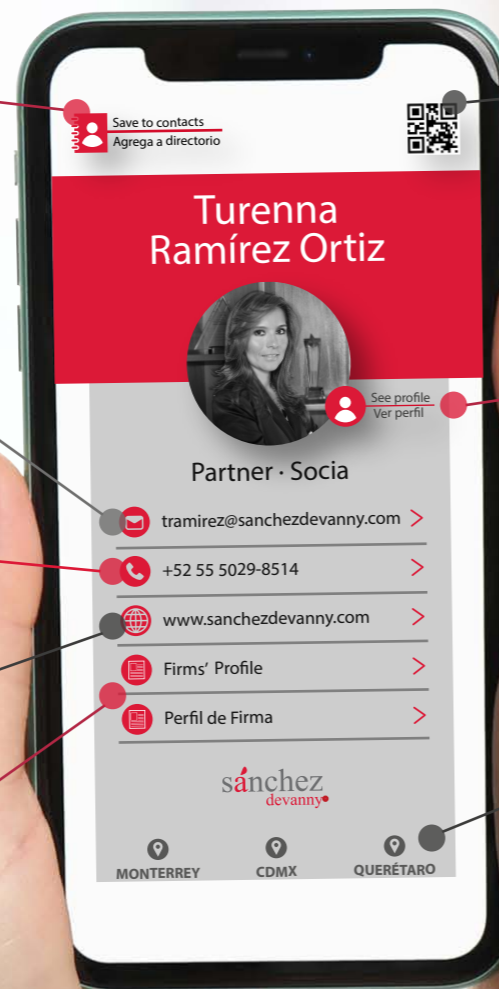 Save to contacts
Agrega a directorio
Turenna
Ramírez Ortiz
See profile
Ver perfil
Partner · Socia
tramirez@sanchezdevanny.com
+52 55 5029-8514
www.sanchezdevanny.com
Firms' Profile
Perfil de Firma
sánchez
devanny
MONTERREY CDMX QUERÉTARO